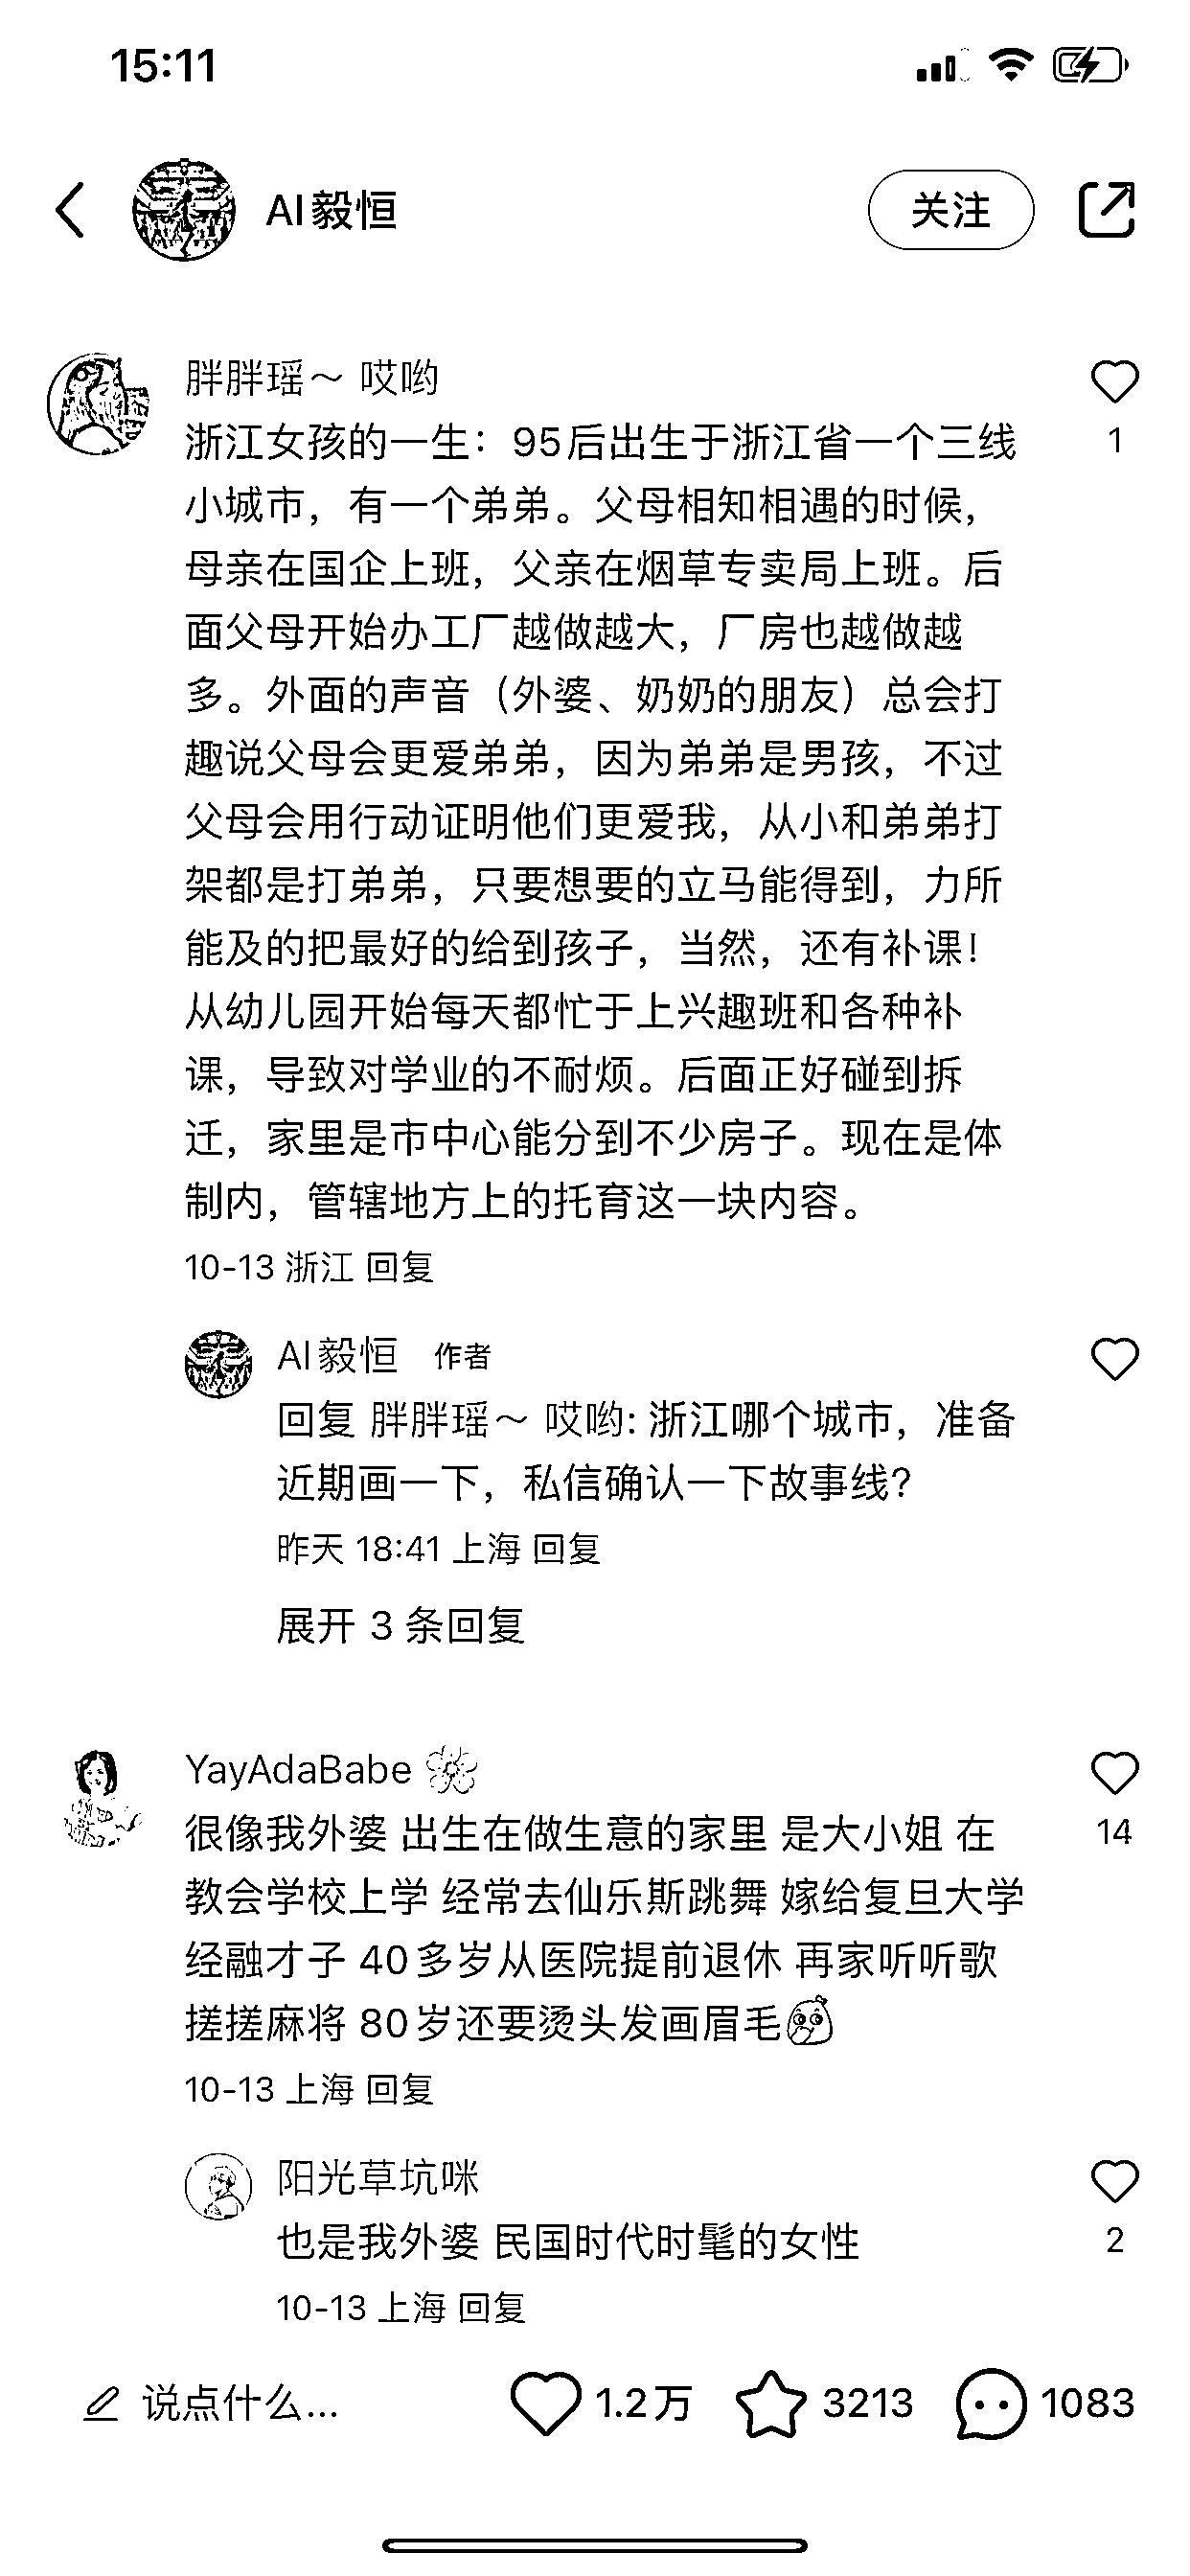 15:11
AI毅恒
关注
胖胖瑶～ 哎哟
浙江女孩的一生：95后出生于浙江省一个三线
小城市，有一个弟弟。父母相知相遇的时候，
母亲在国企上班，父亲在烟草专卖局上班。后
面父母开始办工厂越做越大，厂房也越做越
多。外面的声音（外婆、奶奶的朋友）总会打
趣说父母会更爱弟弟，因为弟弟是男孩，不过
父母会用行动证明他们更爱我，从小和弟弟打
架都是打弟弟，只要想要的立马能得到，力所
能及的把最好的给到孩子，当然，还有补课！
从幼儿园开始每天都忙于上兴趣班和各种补
课，导致对学业的不耐烦。后面正好碰到拆
迁，家里是市中心能分到不少房子。现在是体
制内，管辖地方上的托育这一块内容。
1
10-13 浙江 回复
AI毅恒 作者
回复 胖胖瑶～ 哎哟: 浙江哪个城市，准备
近期画一下，私信确认一下故事线？
昨天 18:41 上海 回复
展开 3 条回复
YayAdaBabe
很像我外婆 出生在做生意的家里 是大小姐 在
教会学校上学 经常去仙乐斯跳舞 嫁给复旦大学
经融才子 40多岁从医院提前退休 再家听听歌
搓搓麻将 80岁还要烫头发画眉毛
14
10-13 上海 回复
阳光草坑咪
也是我外婆 民国时代时髦的女性
2
10-13 上海 回复
说点什么...
1.2万
3213
1083